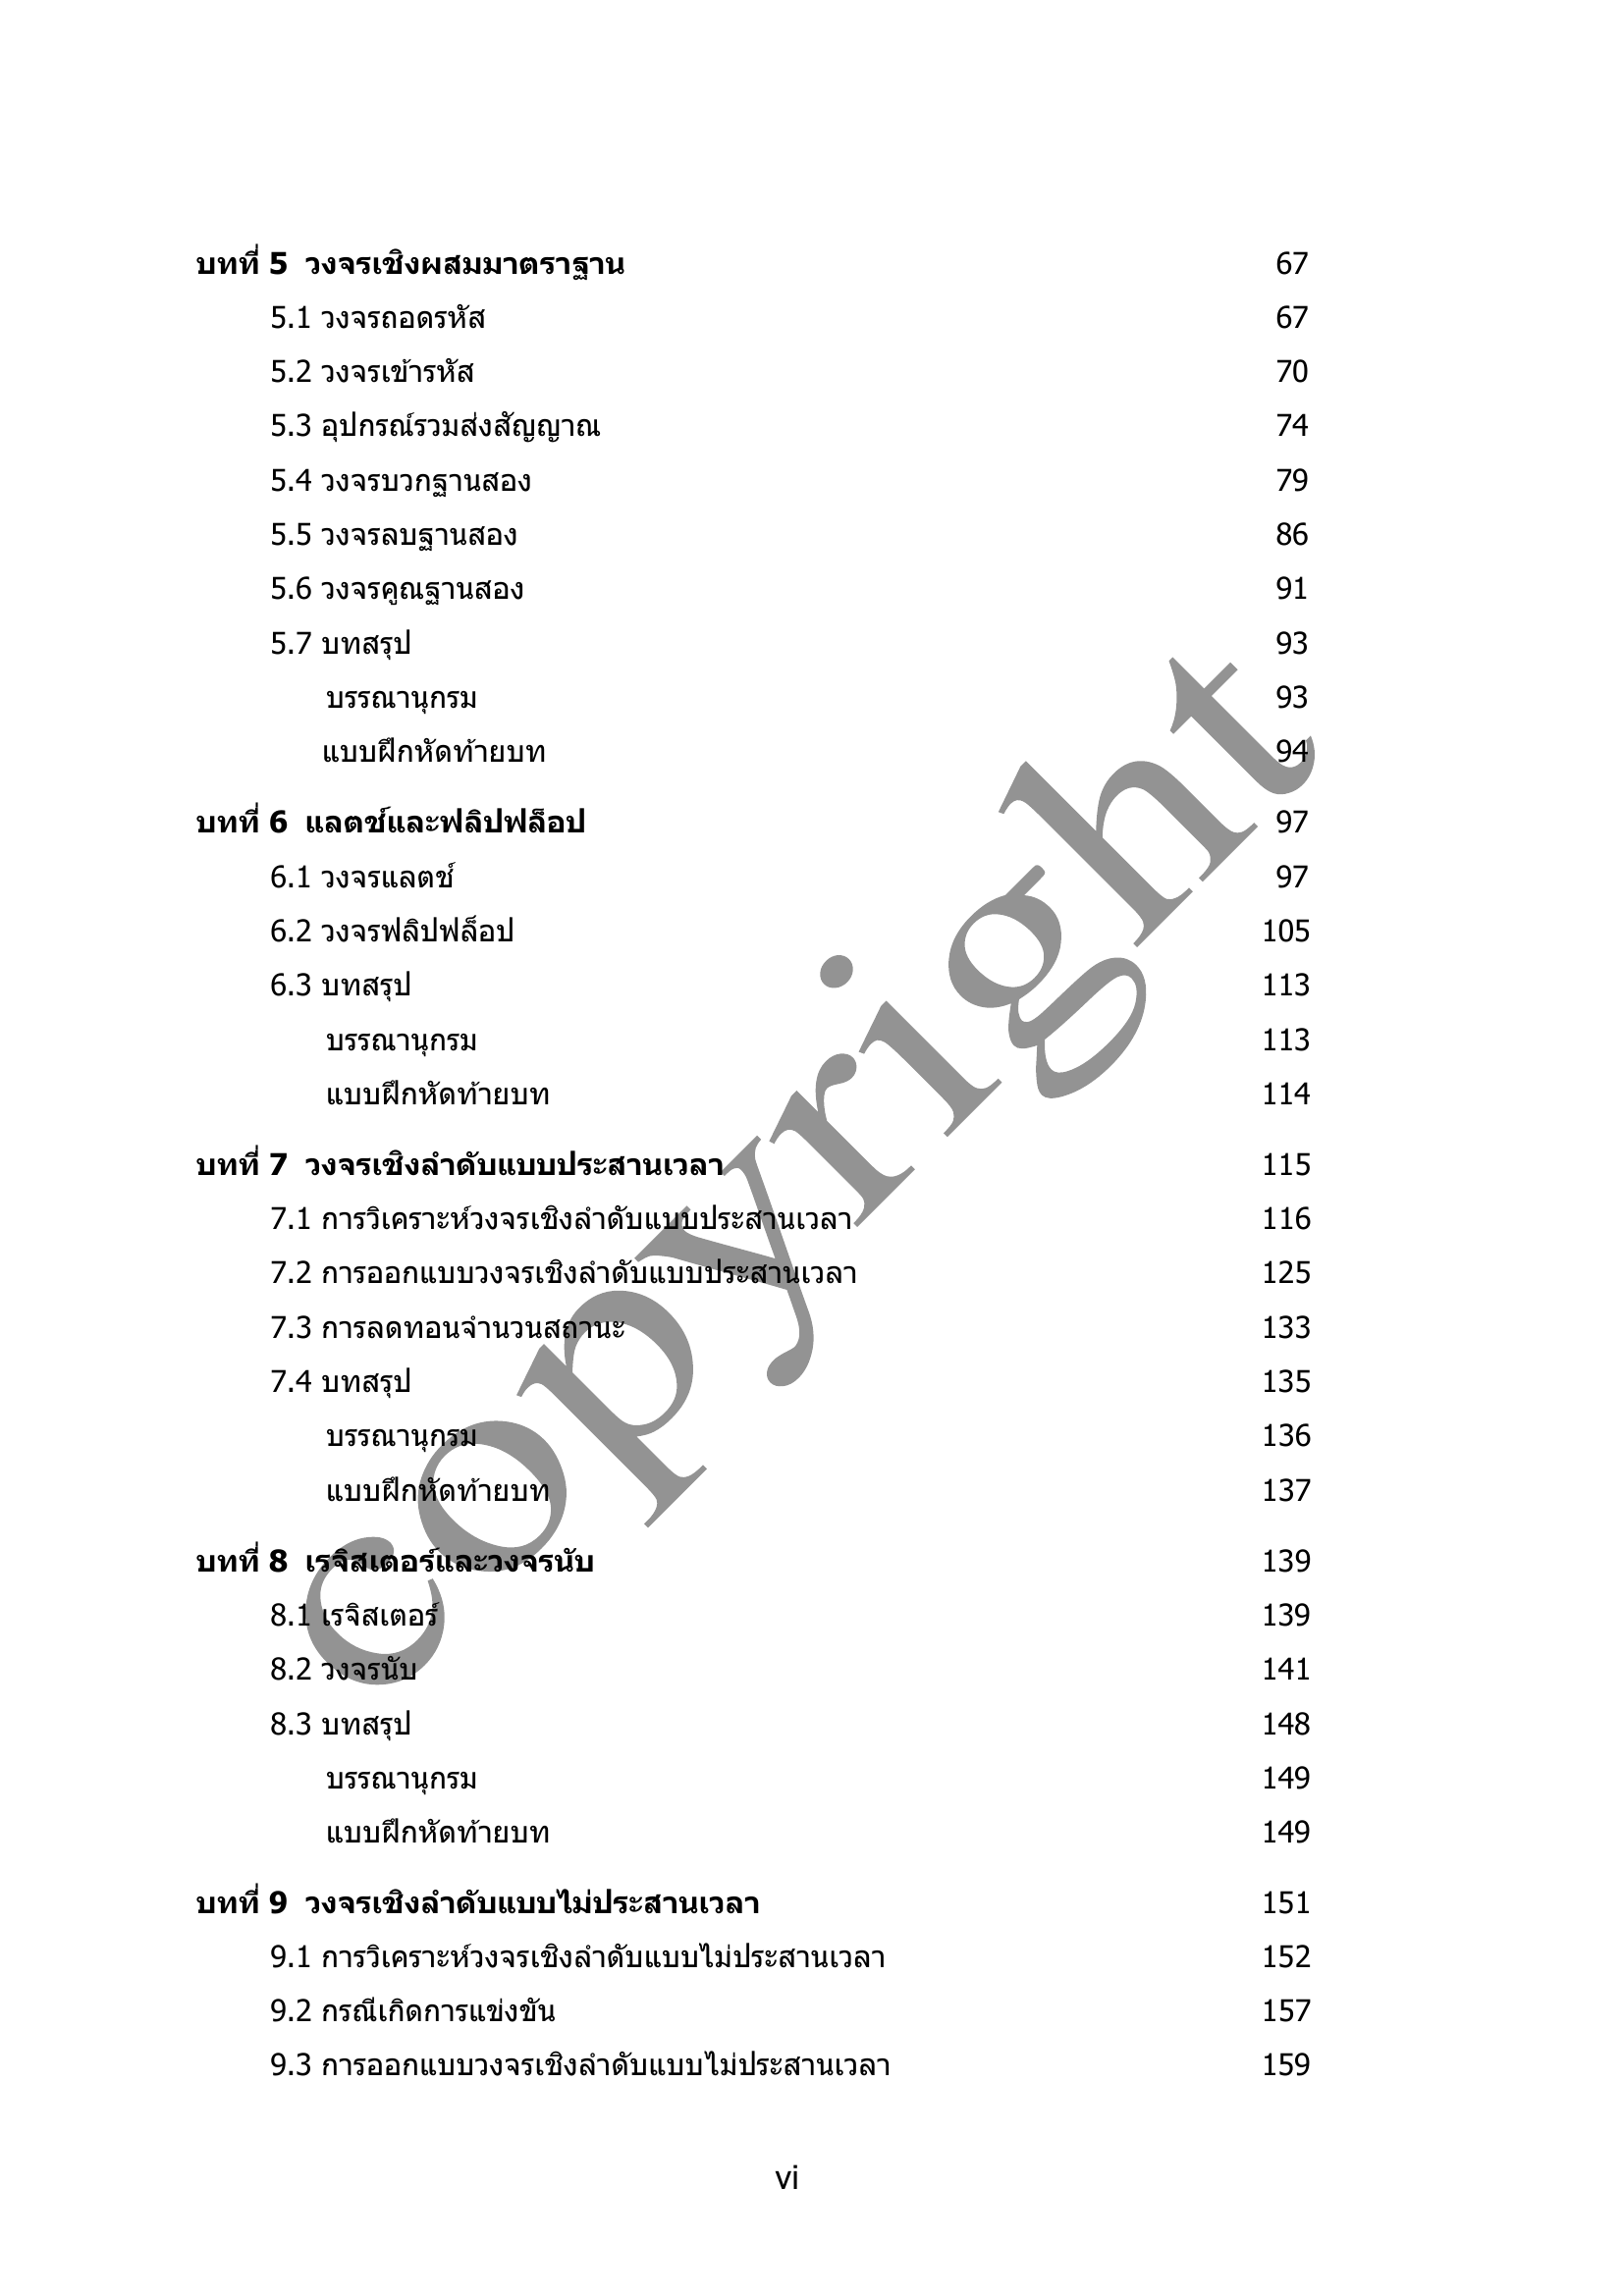 บทที่ 5 วงจรเชิงผสมมาตราฐาน 67
5.1 วงจรถอดรหัส 67
5.2 วงจรเข้ารหัส 70
5.3 อุปกรณ์รวมส่งสัญญาณ 74
5.4 วงจรบวกฐานสอง 79
5.5 วงจรลบฐานสอง 86
5.6 วงจรคูณฐานสอง 91
5.7 บทสรุป 93
บรรณานุกรม 93
แบบฝึกหัดท้ายบท 94
บทที่ 6 แลตช์และฟลิปฟล็อป 97
6.1 วงจรแลตช์ 97
6.2 วงจรฟลิปฟล็อป 105
6.3 บทสรุป 113
บรรณานุกรม 113
แบบฝึกหัดท้ายบท 114
บทที่ 7 วงจรเชิงลำดับแบบประสานเวลา 115
7.1 การวิเคราะห์วงจรเชิงลำดับแบบประสานเวลา 116
7.2 การออกแบบวงจรเชิงลำดับแบบประสานเวลา 125
7.3 การลดทอนจำนวนสถานะ 133
7.4 บทสรุป 135
บรรณานุกรม 136
แบบฝึกหัดท้ายบท 137
บทที่ 8 เรจิสเตอร์และวงจรนับ 139
8.1 เรจิสเตอร์ 139
8.2 วงจรนับ 141
8.3 บทสรุป 148
บรรณานุกรม 149
แบบฝึกหัดท้ายบท 149
บทที่ 9 วงจรเชิงลำดับแบบไม่ประสานเวลา 151
9.1 การวิเคราะห์วงจรเชิงลำดับแบบไม่ประสานเวลา 152
9.2 กรณีเกิดการแข่งขัน 157
9.3 การออกแบบวงจรเชิงลำดับแบบไม่ประสานเวลา 159
vi
copyright